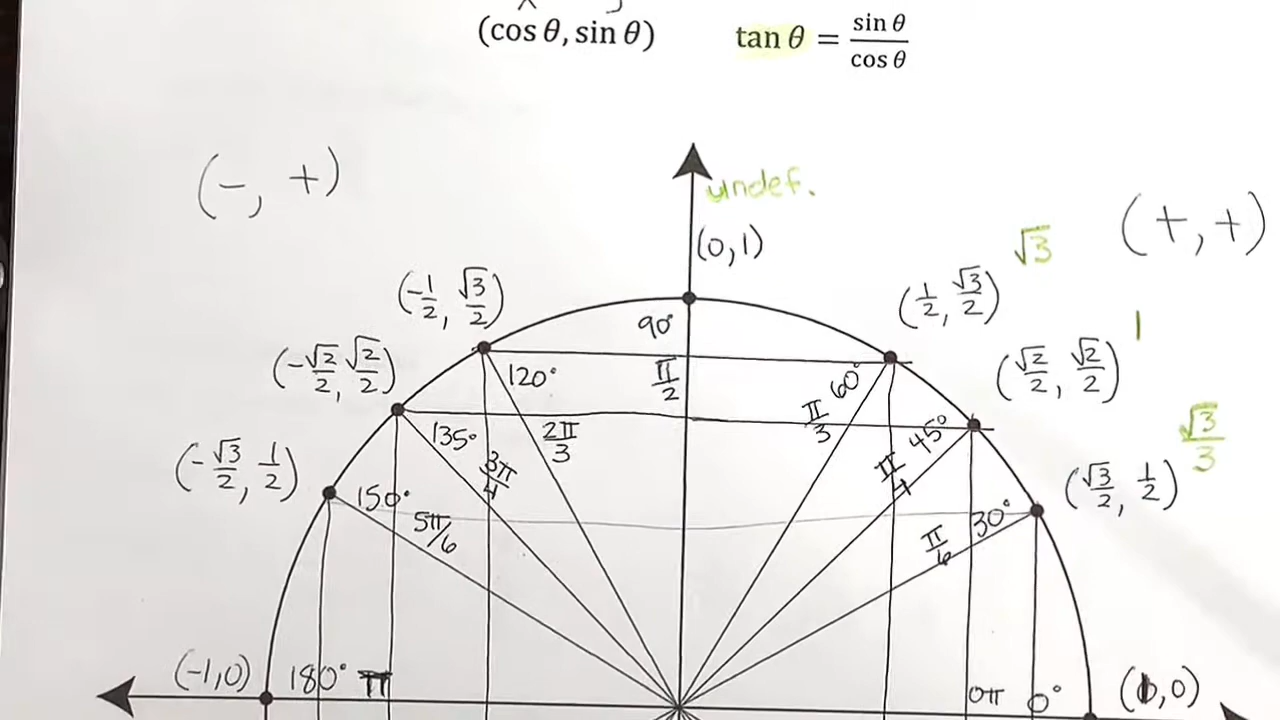 (cos θ, sin θ) tan θ = sin θ / cos θ
(-, +)
undef.
(+, +)
(0,1)
√3
(-1/2, √3/2)
(1/2, √3/2)
1
90°
(-√2/2, √2/2)
(√2/2, √2/2)
120°
π/2
60°
π/3
135°
2π/3
45°
√3/3
(-√3/2, 1/2)
3π/4
π/4
(√3/2, 1/2)
150°
5π/6
30°
π/6
(-1,0) 180° π
0π 0° (1,0)